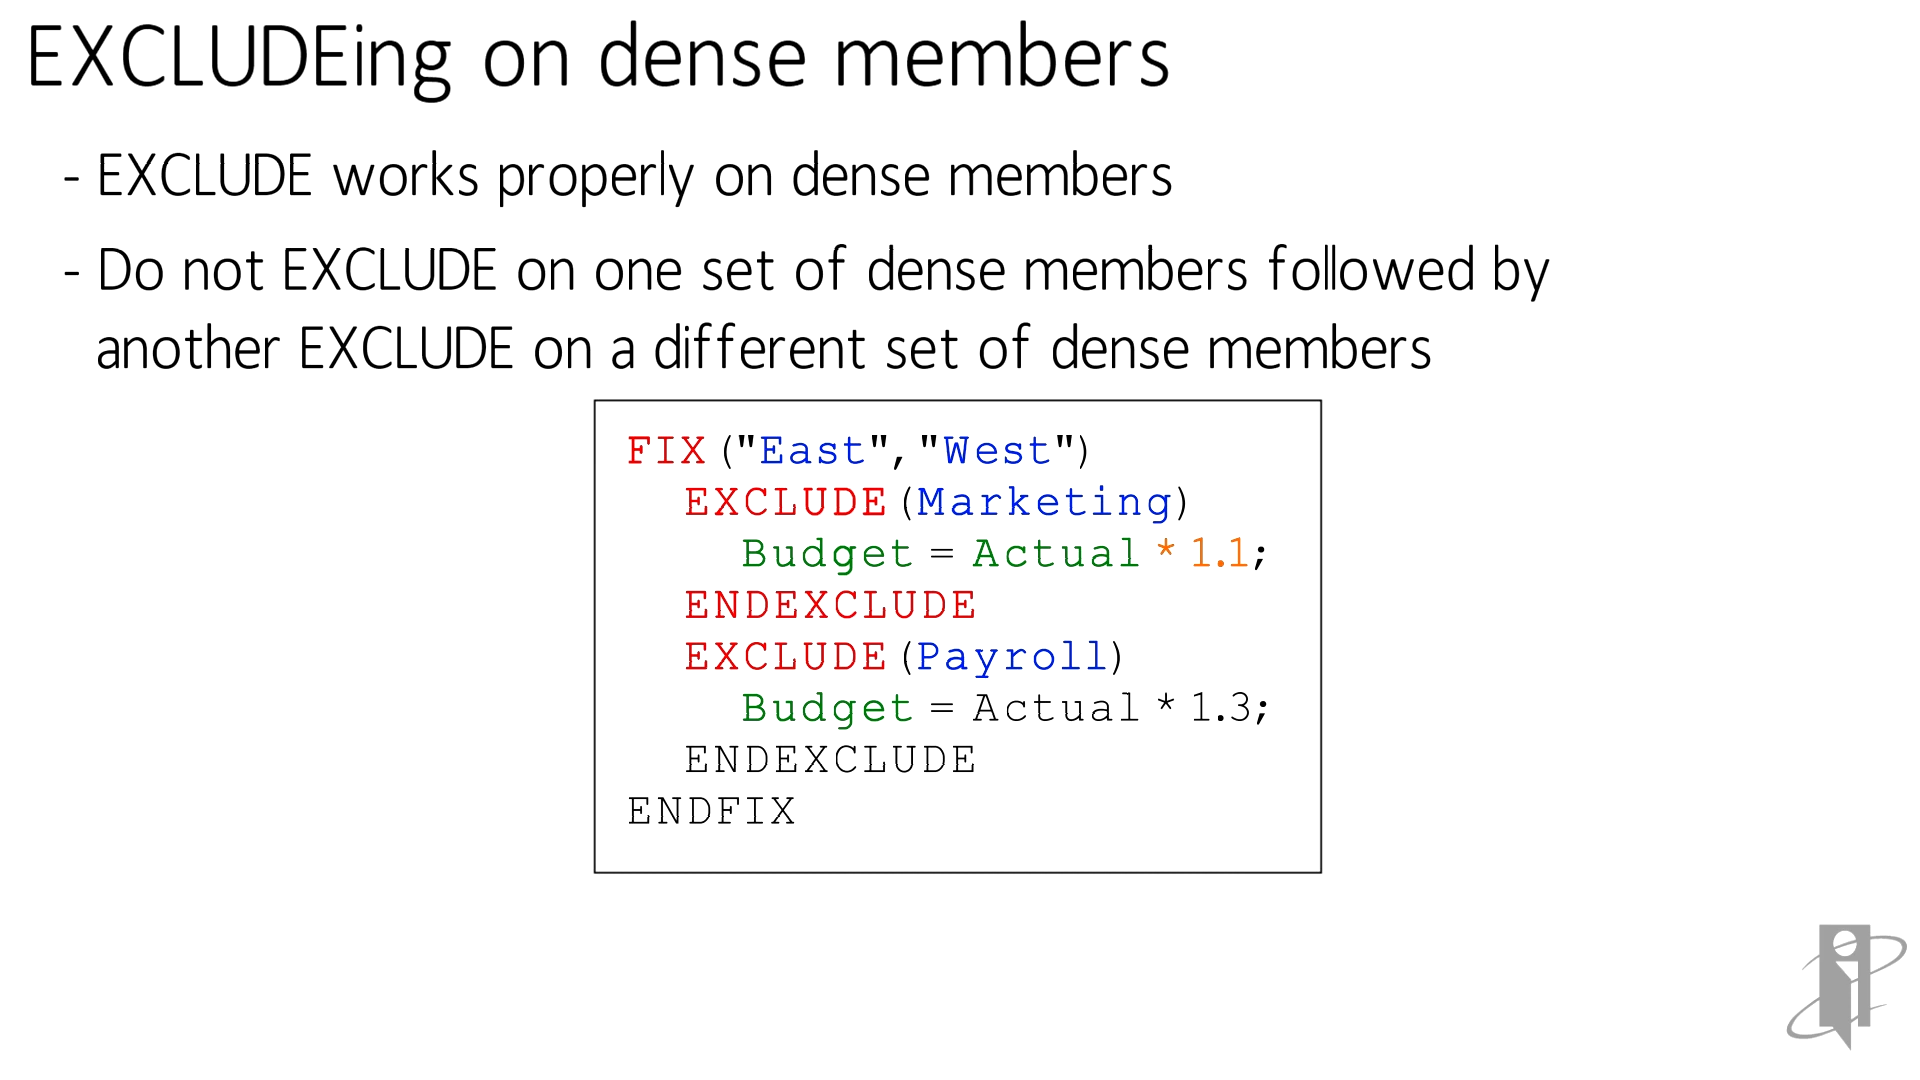 EXCLUDEing on dense members
- EXCLUDE works properly on dense members
- Do not EXCLUDE on one set of dense members followed by
another EXCLUDE on a different set of dense members
FIX("East","West")
EXCLUDE(Marketing)
Budget = Actual * 1.1;
ENDEXCLUDE
EXCLUDE(Payroll)
Budget = Actual * 1.3;
ENDEXCLUDE
ENDFIX